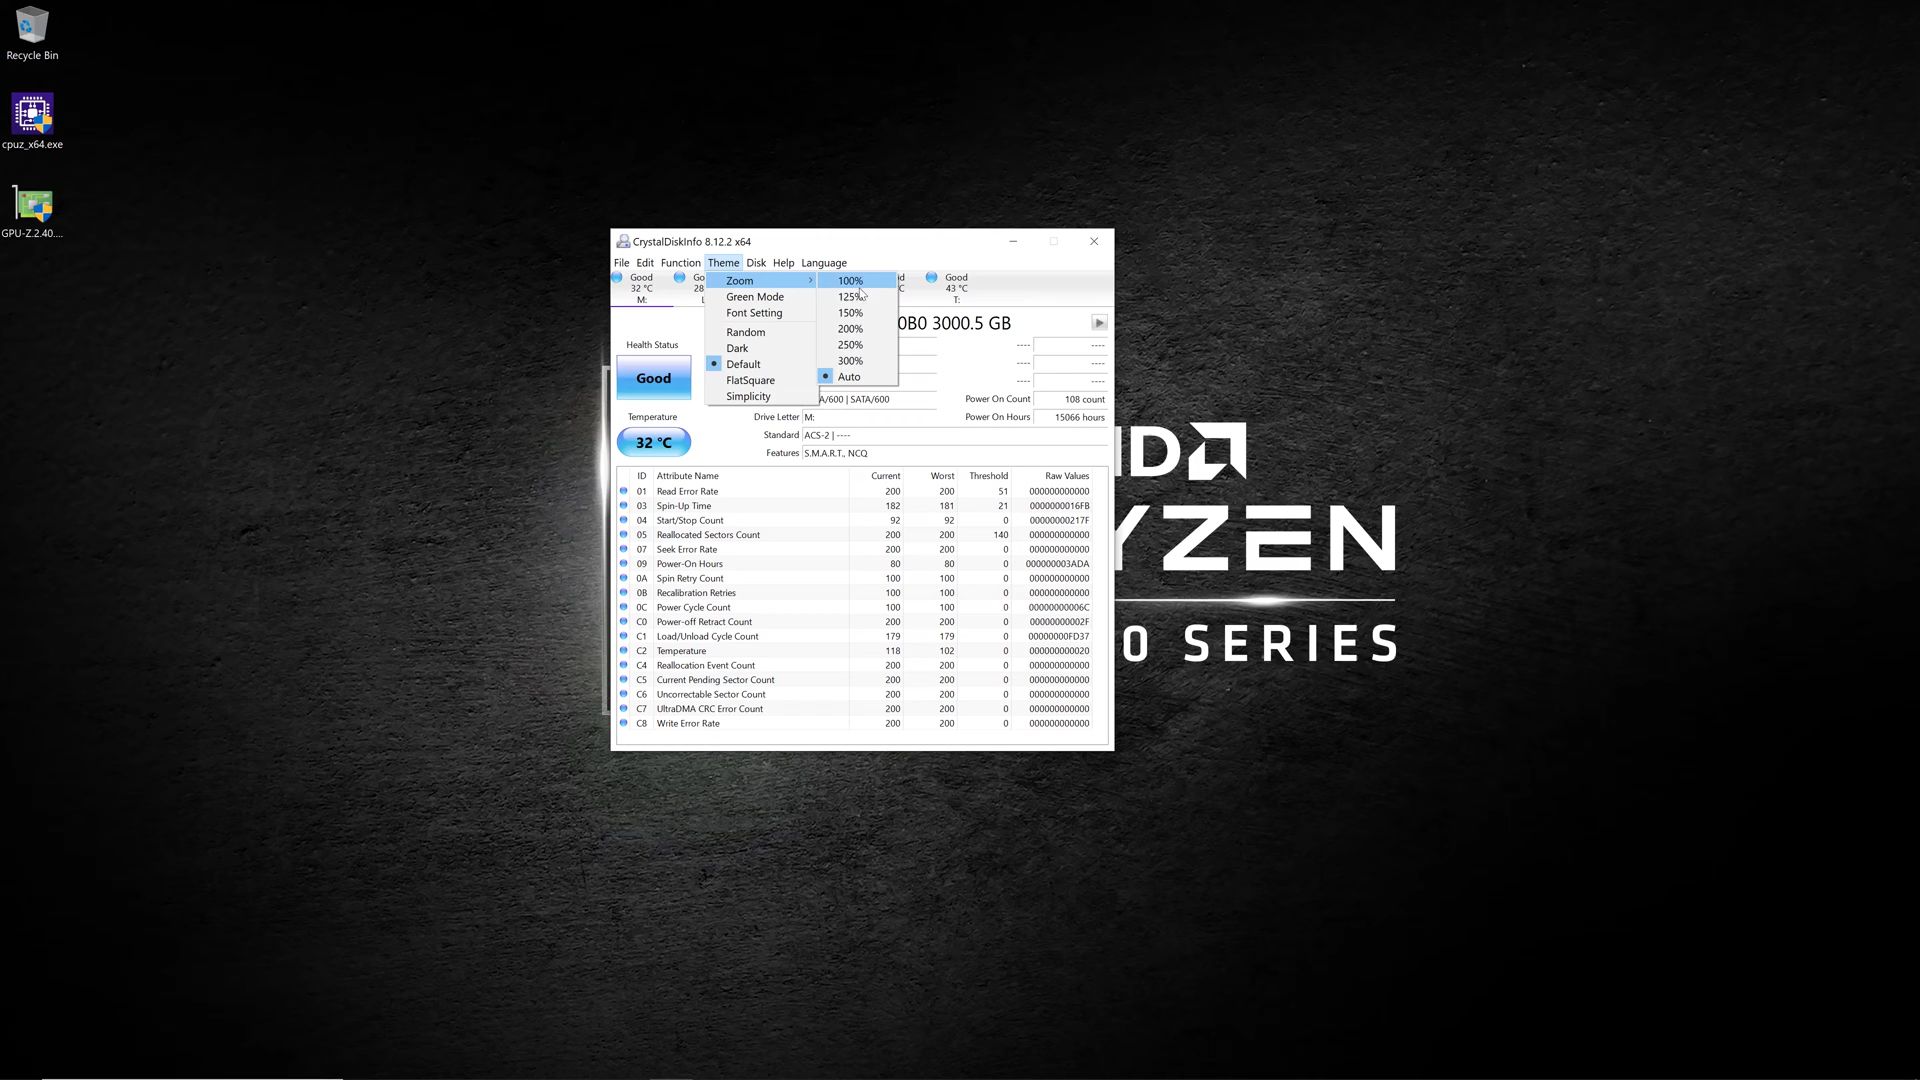 Recycle Bin
cpuz_x64.exe
GPU-Z.2.40....
CrystalDiskInfo 8.12.2 x64
File Edit Function Theme Disk Help Language
Good
32 °C
M:
Good
43 °C
T:
Zoom
Green Mode
Font Setting
Random
Dark
Default
FlatSquare
Simplicity
100%
125%
150%
200%
250%
300%
Auto
0B0 3000.5 GB
Health Status
Good
Temperature
32 °C
---- ----
---- ----
---- ----
A/600 | SATA/600 Power On Count 108 count
Drive Letter M: Power On Hours 15066 hours
Standard ACS-2 | ----
Features S.M.A.R.T., NCQ
ID Attribute Name Current Worst Threshold Raw Values
01 Read Error Rate 200 200 51 000000000000
03 Spin-Up Time 182 181 21 0000000016FB
04 Start/Stop Count 92 92 0 00000000217F
05 Reallocated Sectors Count 200 200 140 000000000000
07 Seek Error Rate 200 200 0 000000000000
09 Power-On Hours 80 80 0 000000003ADA
0A Spin Retry Count 100 100 0 000000000000
0B Recalibration Retries 100 100 0 000000000000
0C Power Cycle Count 100 100 0 00000000006C
C0 Power-off Retract Count 200 200 0 00000000002F
C1 Load/Unload Cycle Count 179 179 0 00000000FD37
C2 Temperature 118 102 0 000000000020
C4 Reallocation Event Count 200 200 0 000000000000
C5 Current Pending Sector Count 200 200 0 000000000000
C6 Uncorrectable Sector Count 200 200 0 000000000000
C7 UltraDMA CRC Error Count 200 200 0 000000000000
C8 Write Error Rate 200 200 0 000000000000
D
YZEN
0 SERIES